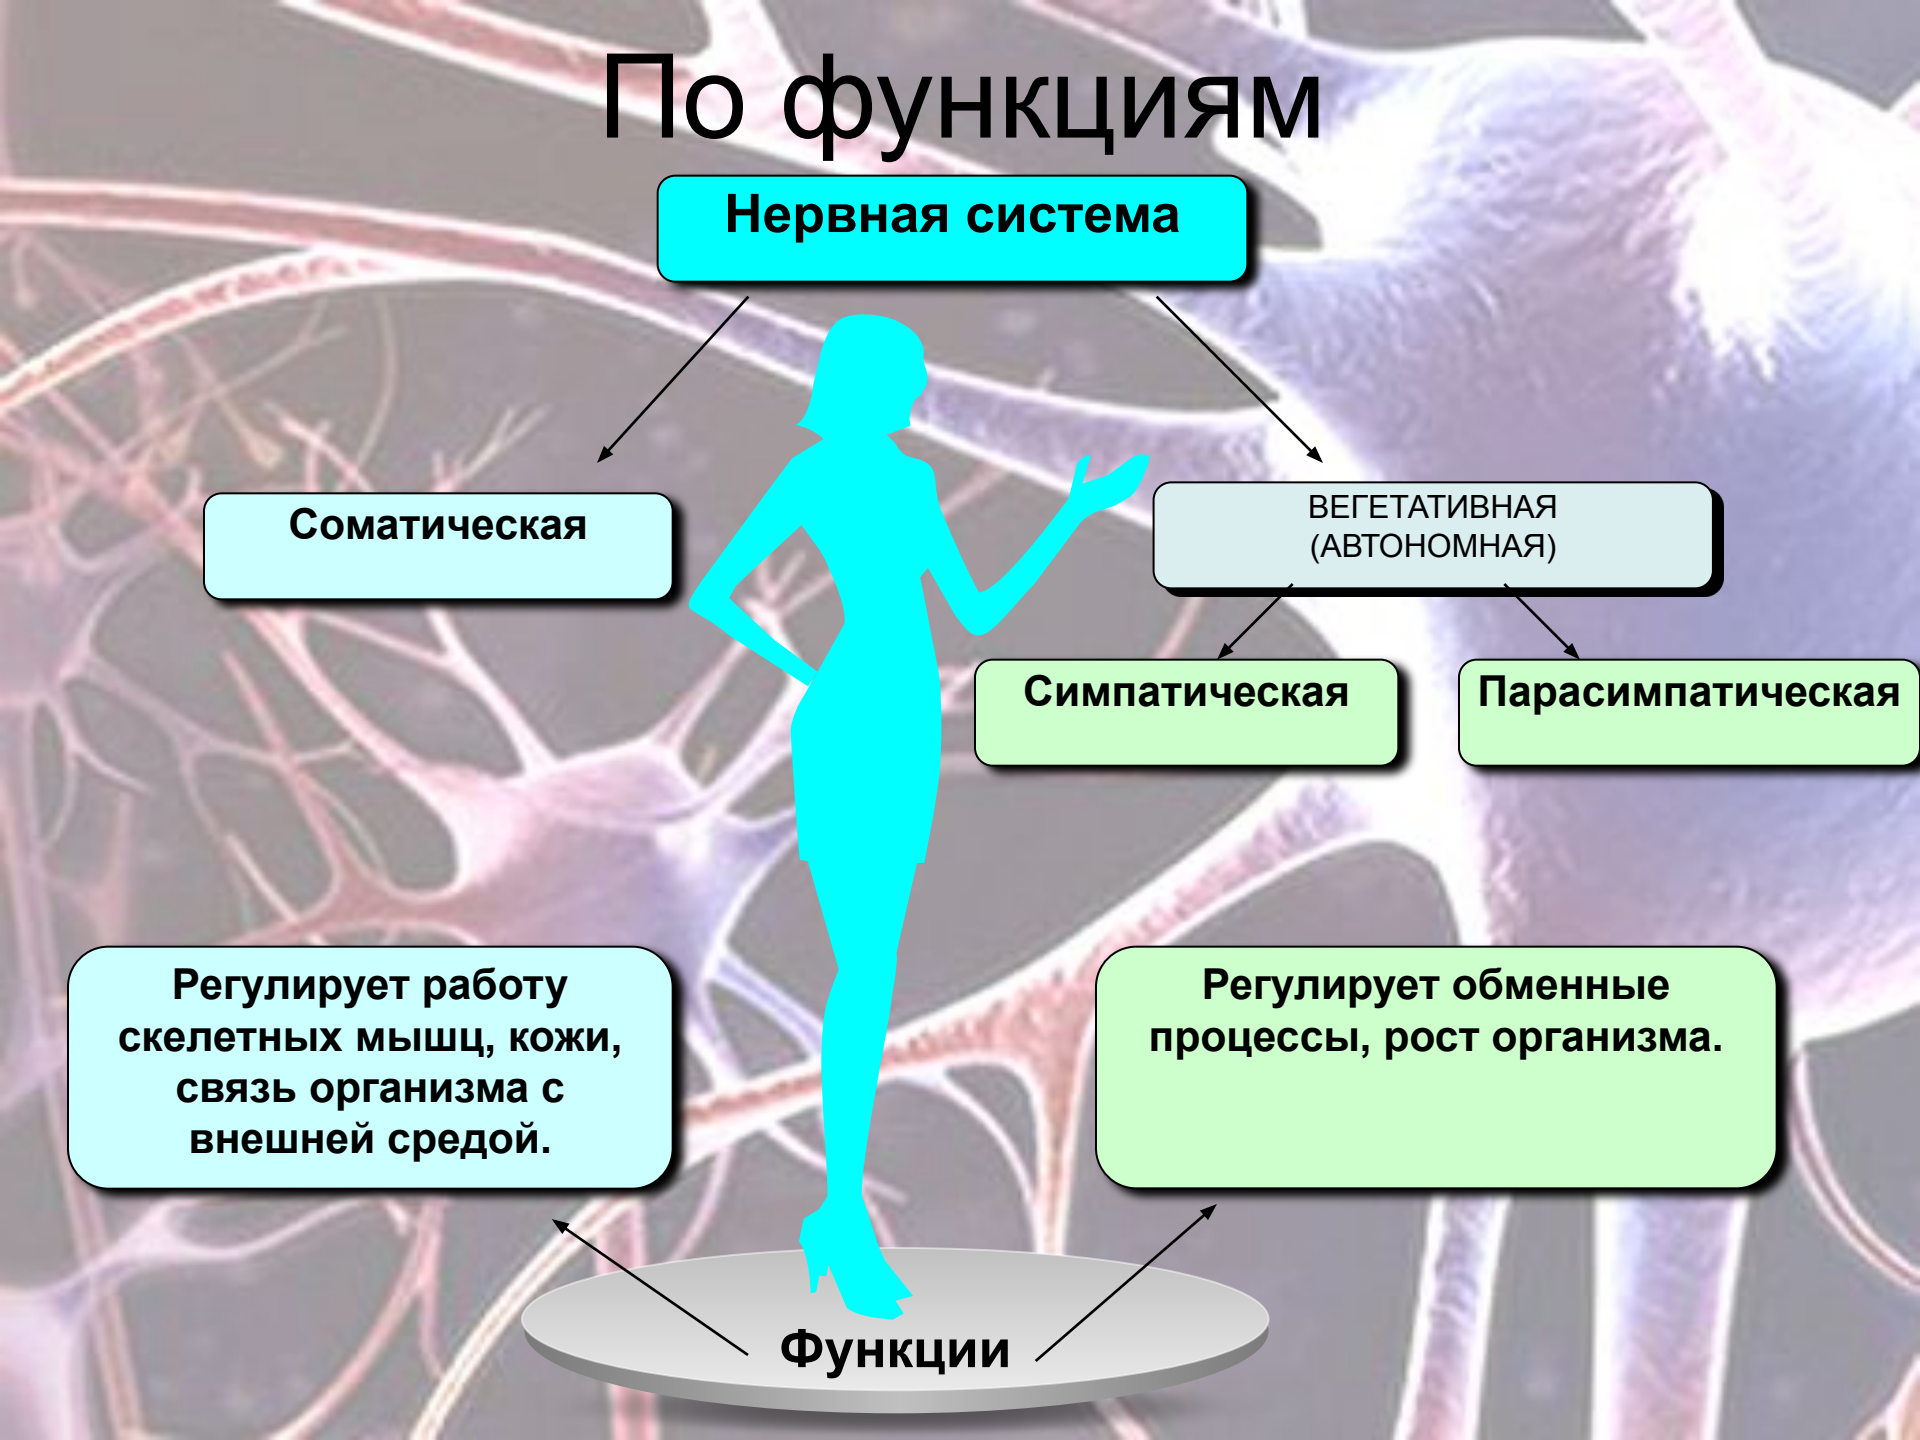 По функциям
Нервная система
Соматическая
ВЕГЕТАТИВНАЯ
(АВТОНОМНАЯ)
Симпатическая
Парасимпатическая
Регулирует работу
скелетных мышц, кожи,
связь организма с
внешней средой.
Регулирует обменные
процессы, рост организма.
Функции